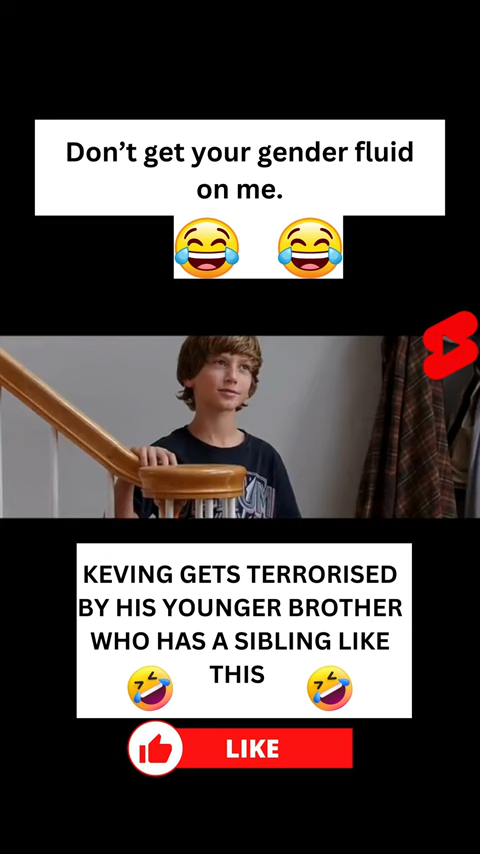 Don’t get your gender fluid
on me.
KEVING GETS TERRORISED
BY HIS YOUNGER BROTHER
WHO HAS A SIBLING LIKE
THIS
LIKE